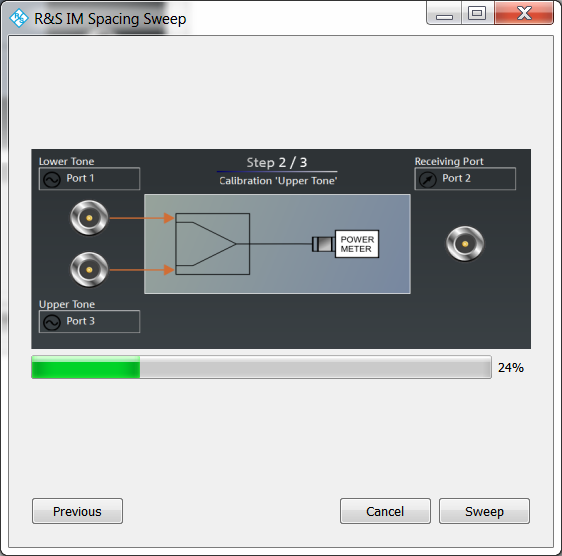 R&S IM Spacing Sweep
Lower Tone
Port 1
Step 2 / 3
Calibration 'Upper Tone'
Receiving Port
Port 2
POWER
METER
Upper Tone
Port 3
24%
Previous
Cancel
Sweep